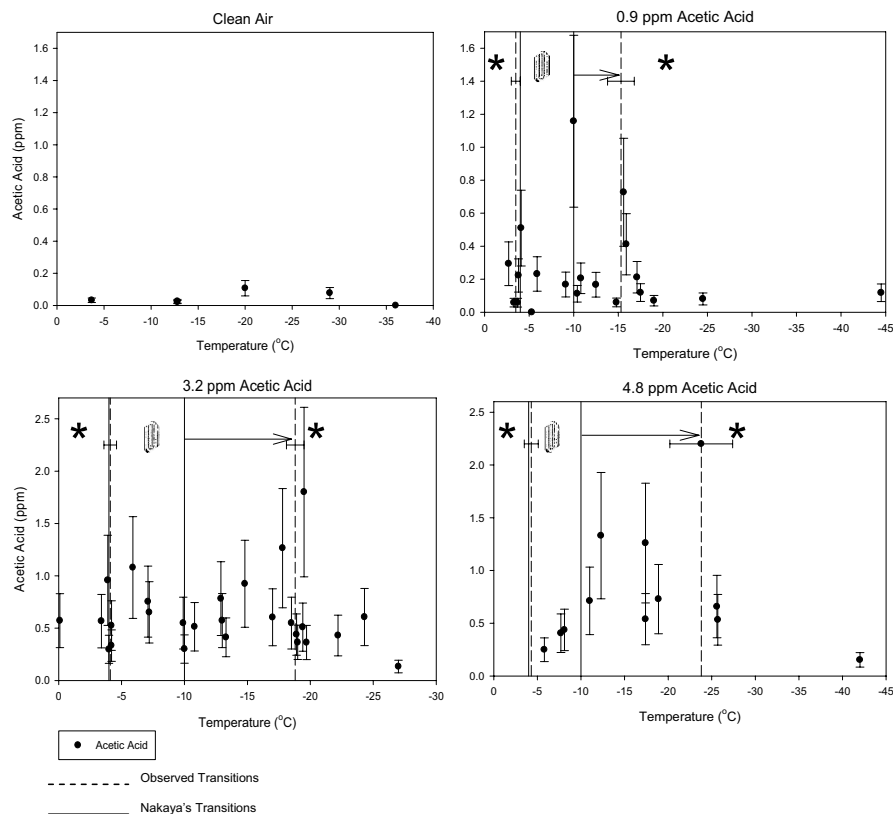 Clean Air
Acetic Acid (ppm)
1.6
1.4
1.2
1.0
0.8
0.6
0.4
0.2
0.0
0 -5 -10 -15 -20 -25 -30 -35 -40
Temperature (°C)
0.9 ppm Acetic Acid
1.6
1.4
1.2
1.0
0.8
0.6
0.4
0.2
0.0
0 -5 -10 -15 -20 -25 -30 -35 -40 -45
Temperature (°C)
3.2 ppm Acetic Acid
Acetic Acid (ppm)
2.5
2.0
1.5
1.0
0.5
0.0
0 -5 -10 -15 -20 -25 -30
Temperature (°C)
4.8 ppm Acetic Acid
2.5
2.0
1.5
1.0
0.5
0.0
0 -5 -10 -15 -20 -25 -30 -35 -40 -45
Temperature (°C)
Acetic Acid
Observed Transitions
Nakaya's Transitions